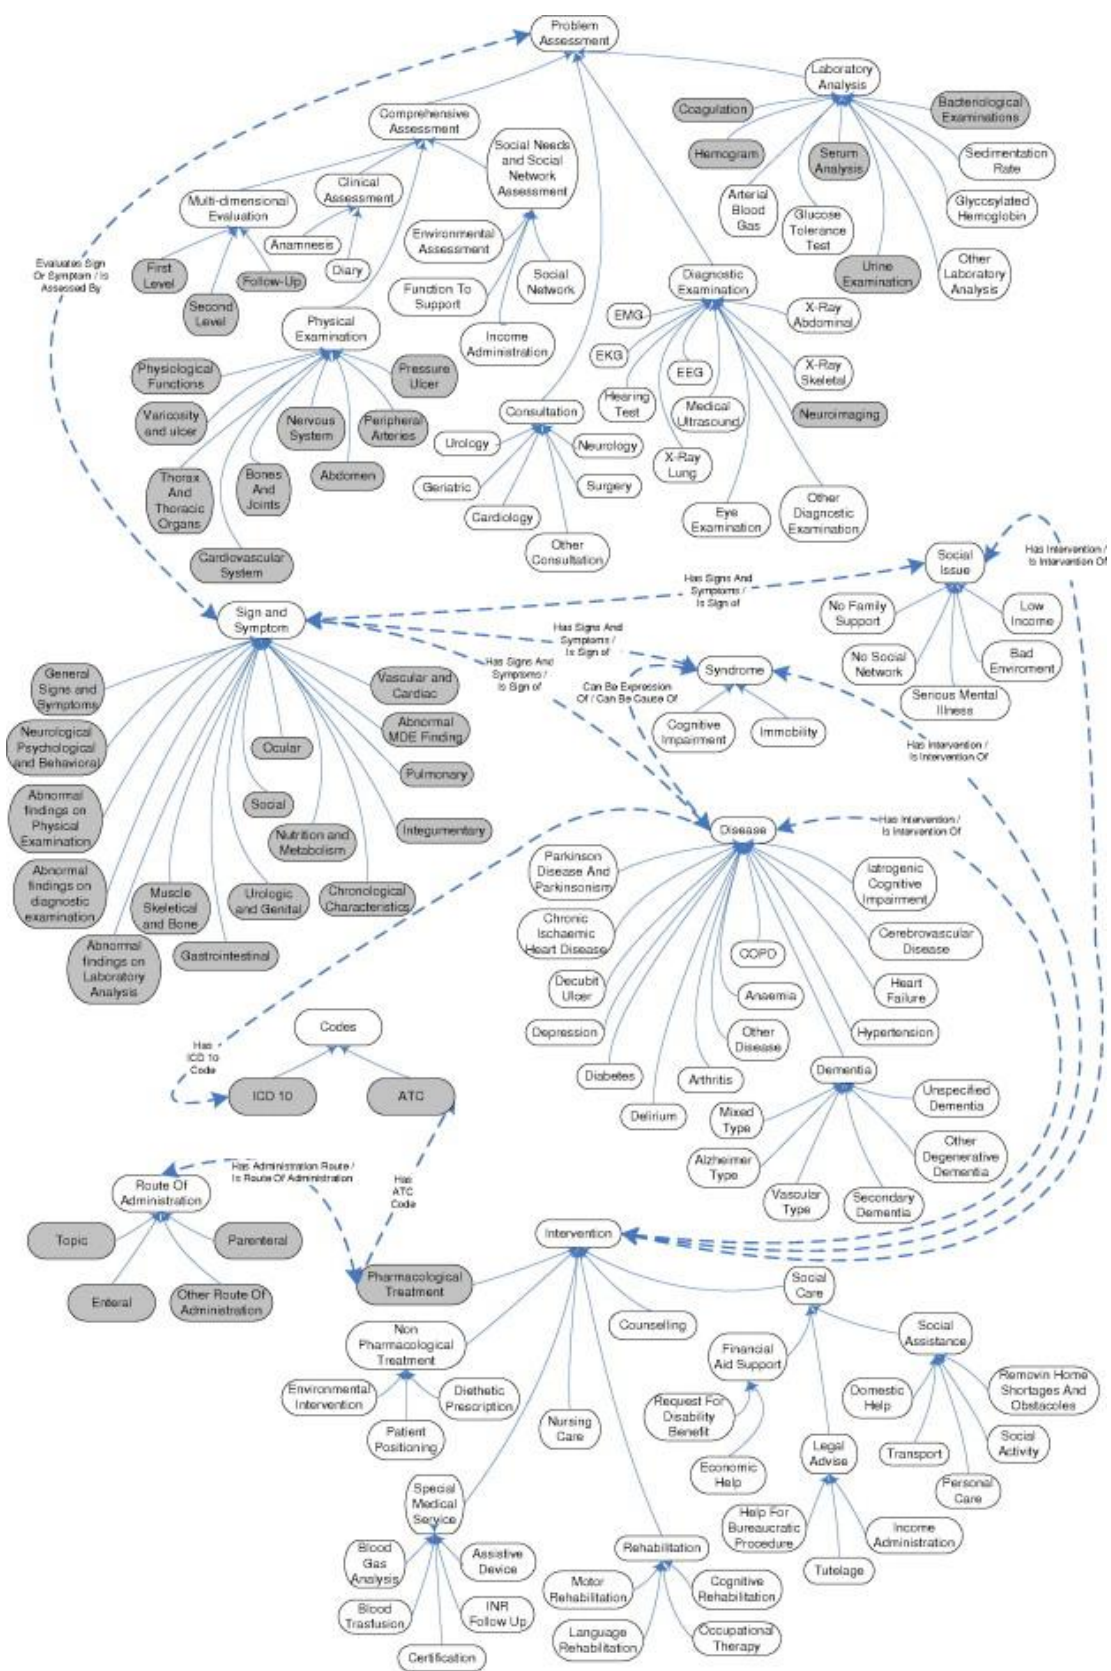 Problem
Assessment
Laboratory
Analysis
Coagulation
Bacteriological
Examinations
Comprehensive
Assessment
Hemogram
Serum
Analysis
Sedimentation
Rate
Social Needs
and Social
Network
Assessment
Clinical
Assessment
Multi-dimensional
Evaluation
Arterial
Blood
Gas
Glucose
Tolerance
Test
Glycosylated
Hemoglobin
Anamnesis
Environmental
Assessment
Evaluates Sign
Or Symptom / Is
Assessed By
First
Level
Follow-Up
Diary
Social
Network
Diagnostic
Examination
Urine
Examination
Other
Laboratory
Analysis
Second
Level
Function To
Support
Physical
Examination
Income
Administration
EMG
X-Ray
Abdominal
EKG
EEG
X-Ray
Skeletal
Physiological
Functions
Pressure
Ulcer
Hearing
Test
Medical
Ultrasound
Neuroimaging
Varicosity
and ulcer
Nervous
System
Peripheral
Arteries
Consultation
Urology
Neurology
X-Ray
Lung
Thorax
And
Thoracic
Organs
Bones
And
Joints
Abdomen
Geriatric
Surgery
Cardiology
Eye
Examination
Other
Diagnostic
Examination
Other
Consultation
Cardiovascular
System
Social
Issue
Has Intervention /
Is Intervention Of
Has Signs And
Symptoms /
Is Sign of
Sign and
Symptom
No Family
Support
Low
Income
Has Signs And
Symptoms /
Is Sign of
Has Signs And
Symptoms /
Is Sign of
Syndrome
No Social
Network
Bad
Enviroment
General
Signs and
Symptoms
Vascular and
Cardiac
Can Be Expression
Of / Can Be Cause Of
Serious Mental
Illness
Neurological
Psychological
and Behavioral
Abnormal
MDE Finding
Cognitive
Impairment
Immobility
Has Intervention /
Is Intervention Of
Ocular
Pulmonary
Abnormal
findings on
Physical
Examination
Social
Nutrition and
Metabolism
Integumentary
Disease
Has Intervention /
Is Intervention Of
Abnormal
findings on
diagnostic
examination
Muscle
Skeletical
and Bone
Urologic
and Genital
Chronological
Characteristics
Parkinson
Disease And
Parkinsonism
Iatrogenic
Cognitive
Impairment
Chronic
Ischaemic
Heart Disease
Cerebrovascular
Disease
Abnormal
findings on
Laboratory
Analysis
Gastrointestinal
COPD
Decubit
Ulcer
Anaemia
Heart
Failure
Codes
Depression
Other
Disease
Hypertension
Has
ICD 10
Code
Diabetes
Arthritis
Dementia
ICD 10
ATC
Delirium
Mixed
Type
Unspecified
Dementia
Has Administration Route /
Is Route Of Administration
Alzheimer
Type
Other
Degenerative
Dementia
Route Of
Administration
Has
ATC
Code
Vascular
Type
Secondary
Dementia
Topic
Parenteral
Intervention
Enteral
Other Route Of
Administration
Pharmacological
Treatment
Social
Care
Non
Pharmacological
Treatment
Counselling
Financial
Aid Support
Social
Assistance
Environmental
Intervention
Diethetic
Prescription
Domestic
Help
Removin Home
Shortages And
Obstacoles
Patient
Positioning
Nursing
Care
Request For
Disability
Benefit
Legal
Advise
Transport
Social
Activity
Economic
Help
Personal
Care
Special
Medical
Service
Help For
Bureaucratic
Procedure
Income
Administration
Blood
Gas
Analysis
Assistive
Device
Rehabilitation
Tutelage
Motor
Rehabilitation
Cognitive
Rehabilitation
Blood
Trasfusion
INR
Follow Up
Language
Rehabilitation
Occupational
Therapy
Certification